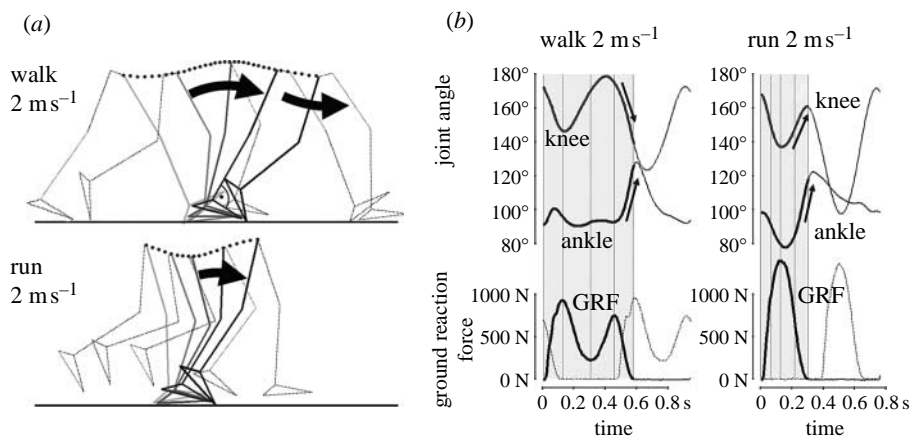 (a)
walk
2 m s⁻¹
run
2 m s⁻¹
(b)
walk 2 m s⁻¹
run 2 m s⁻¹
joint angle
180°
160°
140°
120°
100°
80°
knee
ankle
180°
160°
140°
120°
100°
80°
knee
ankle
ground reaction
force
1000 N
500 N
0 N
GRF
0 0.2 0.4 0.6 0.8 s
time
1000 N
500 N
0 N
GRF
0 0.2 0.4 0.6 0.8 s
time